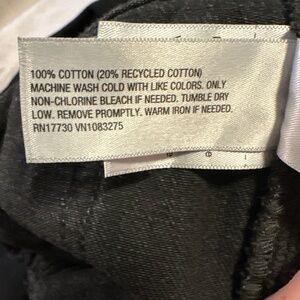 100% COTTON (20% RECYCLED COTTON)
MACHINE WASH COLD WITH LIKE COLORS. ONLY
NON-CHLORINE BLEACH IF NEEDED. TUMBLE DRY
LOW. REMOVE PROMPTLY. WARM IRON IF NEEDED.
RN17730 VN1083275